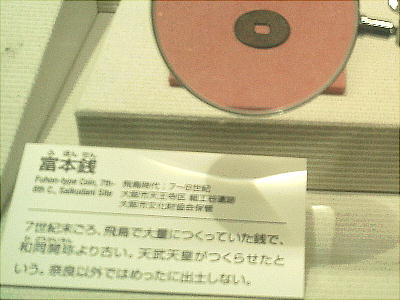 ふ ほん せん
富本銭
Fuhon-type Coin, 7th-
8th C, Saikudani Site
飛鳥時代:7~8世紀
大阪市天王寺区 細工谷遺跡
大阪市文化財協会保管
7世紀末ごろ、飛鳥で大量につくっていた銭で、
和同開珎より古い。天武天皇がつくらせたと
いう。奈良以外ではめったに出土しない。